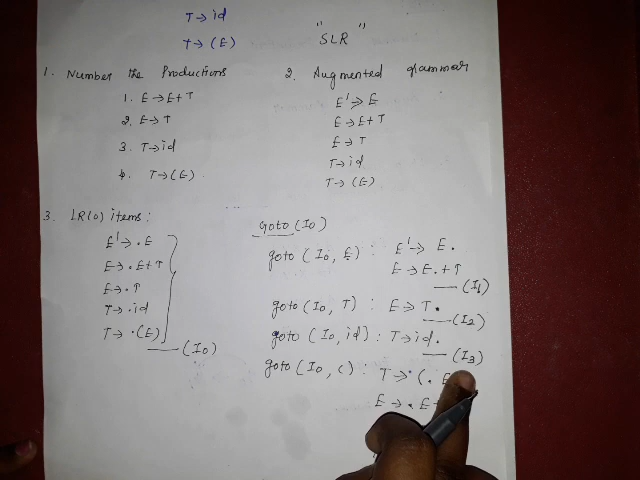 T→id
T→(E)
"SLR"
1. Number the Productions
1. E→E+T
2. E→T
3. T→id
4. T→(E)
2. Augmented grammar
E'→E
E→E+T
E→T
T→id
T→(E)
3. LR(0) items:
E'→.E
E→.E+T
E→.T
T→.id
T→.(E)
(I0)
Goto (I0)
goto (I0, E) : E'→ E.
E→E.+T
(I1)
goto (I0, T) : E→T.
(I2)
goto (I0, id) : T→id.
(I3)
goto (I0, () : T→(. E
E→.E+